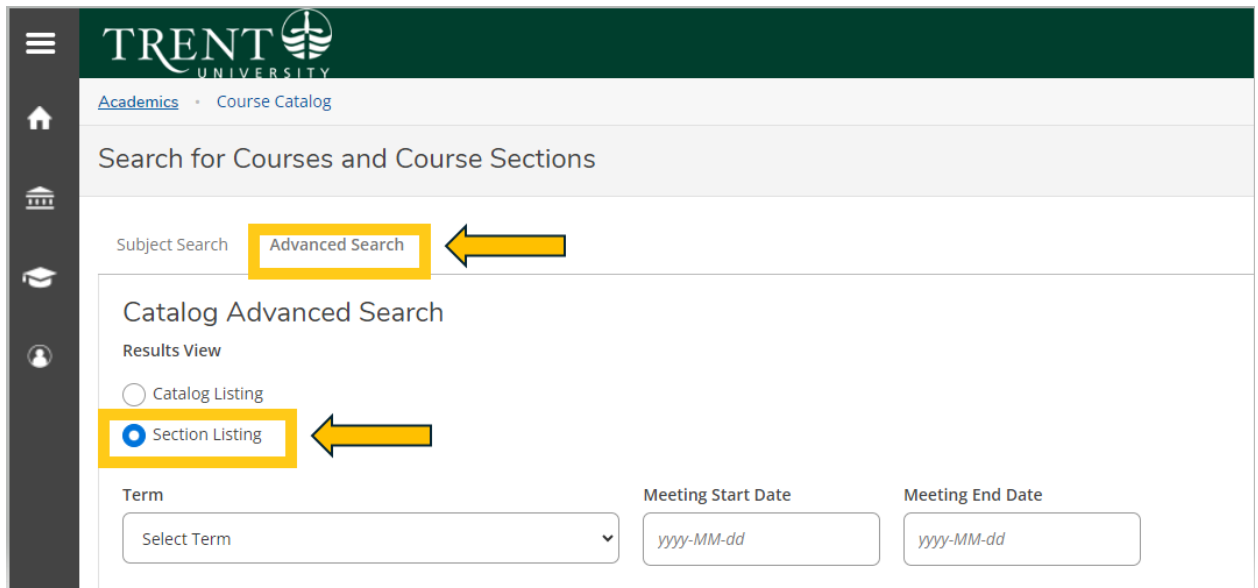 TRENT
UNIVERSITY
Academics · Course Catalog
Search for Courses and Course Sections
Subject Search Advanced Search
Catalog Advanced Search
Results View
Catalog Listing
Section Listing
Term Meeting Start Date Meeting End Date
Select Term yyyy-MM-dd yyyy-MM-dd